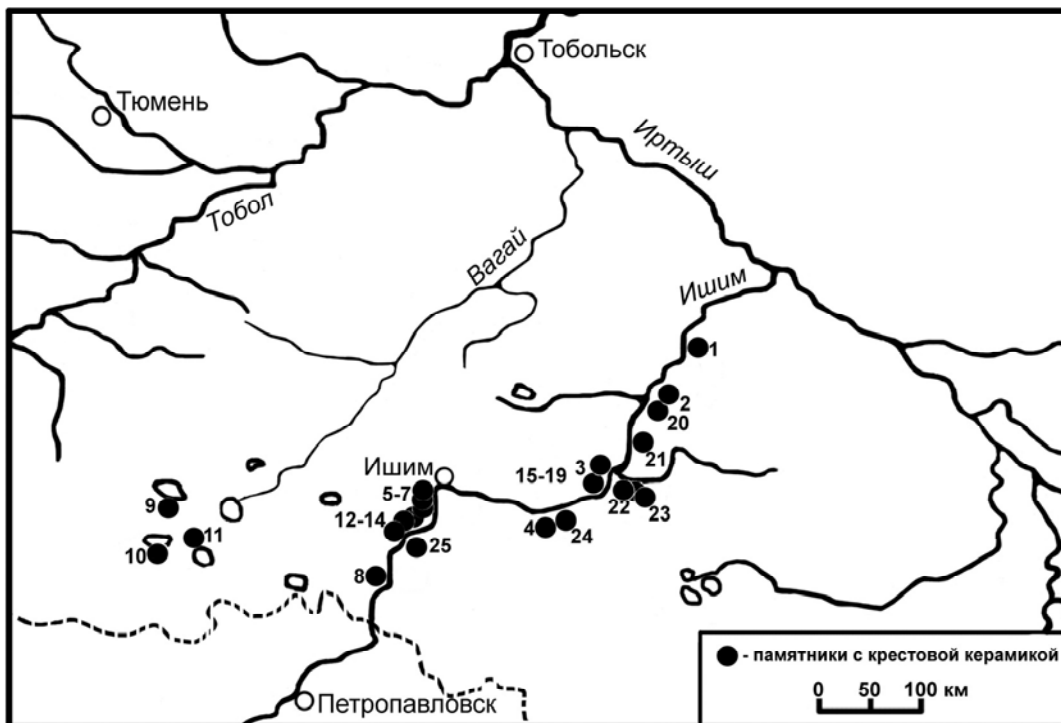 Тобольск
Тюмень
Иртыш
Тобол
Вагай
Ишим
1
2
20
21
3
15-19
Ишим
5-7
22
23
9
12-14
4
24
11
10
25
8
- памятники с крестовой керамикой
0 50 100 км
Петропавловск